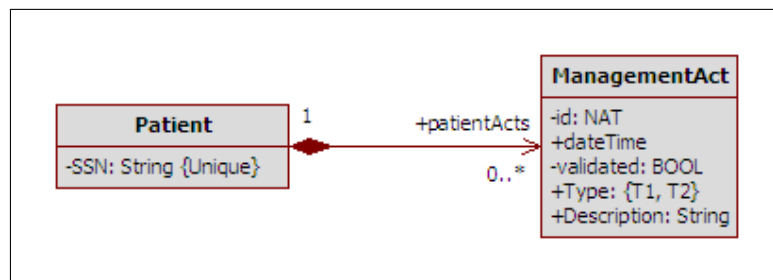 Patient
-SSN: String {Unique}
1
+patientActs
0..*
ManagementAct
-id: NAT
+dateTime
-validated: BOOL
+Type: {T1, T2}
+Description: String